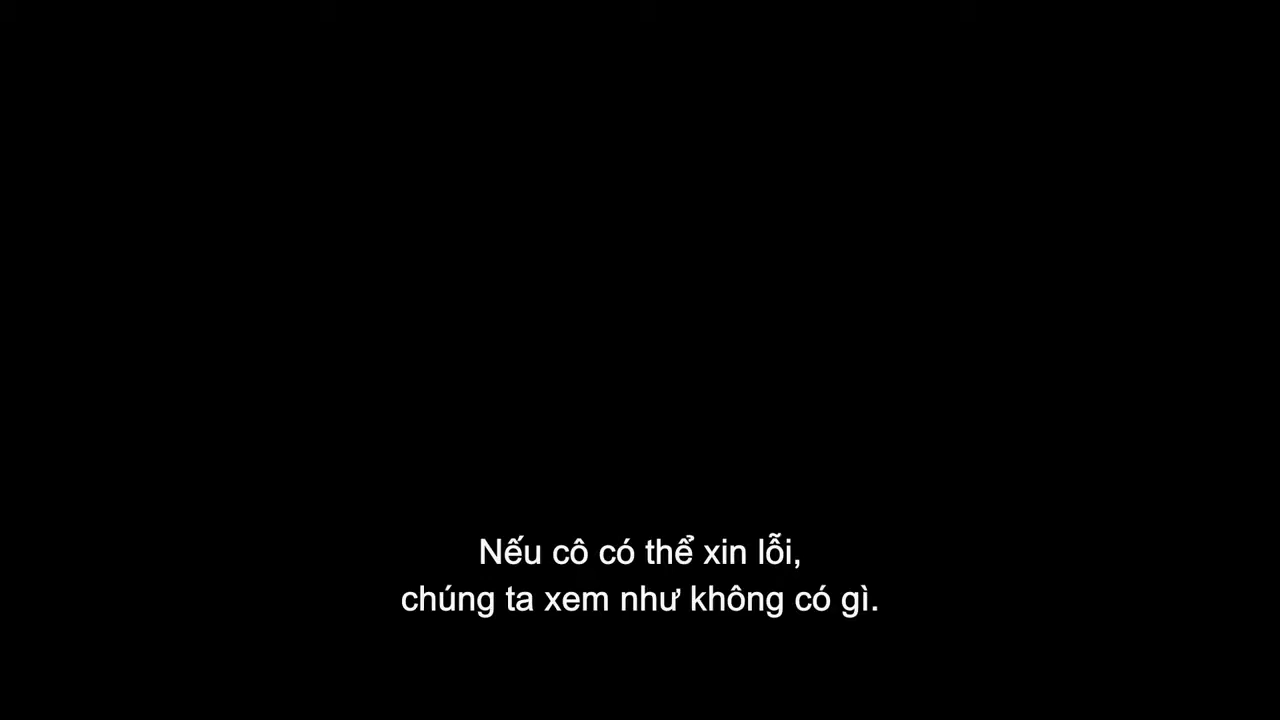 Nếu cô có thể xin lỗi,
chúng ta xem như không có gì.